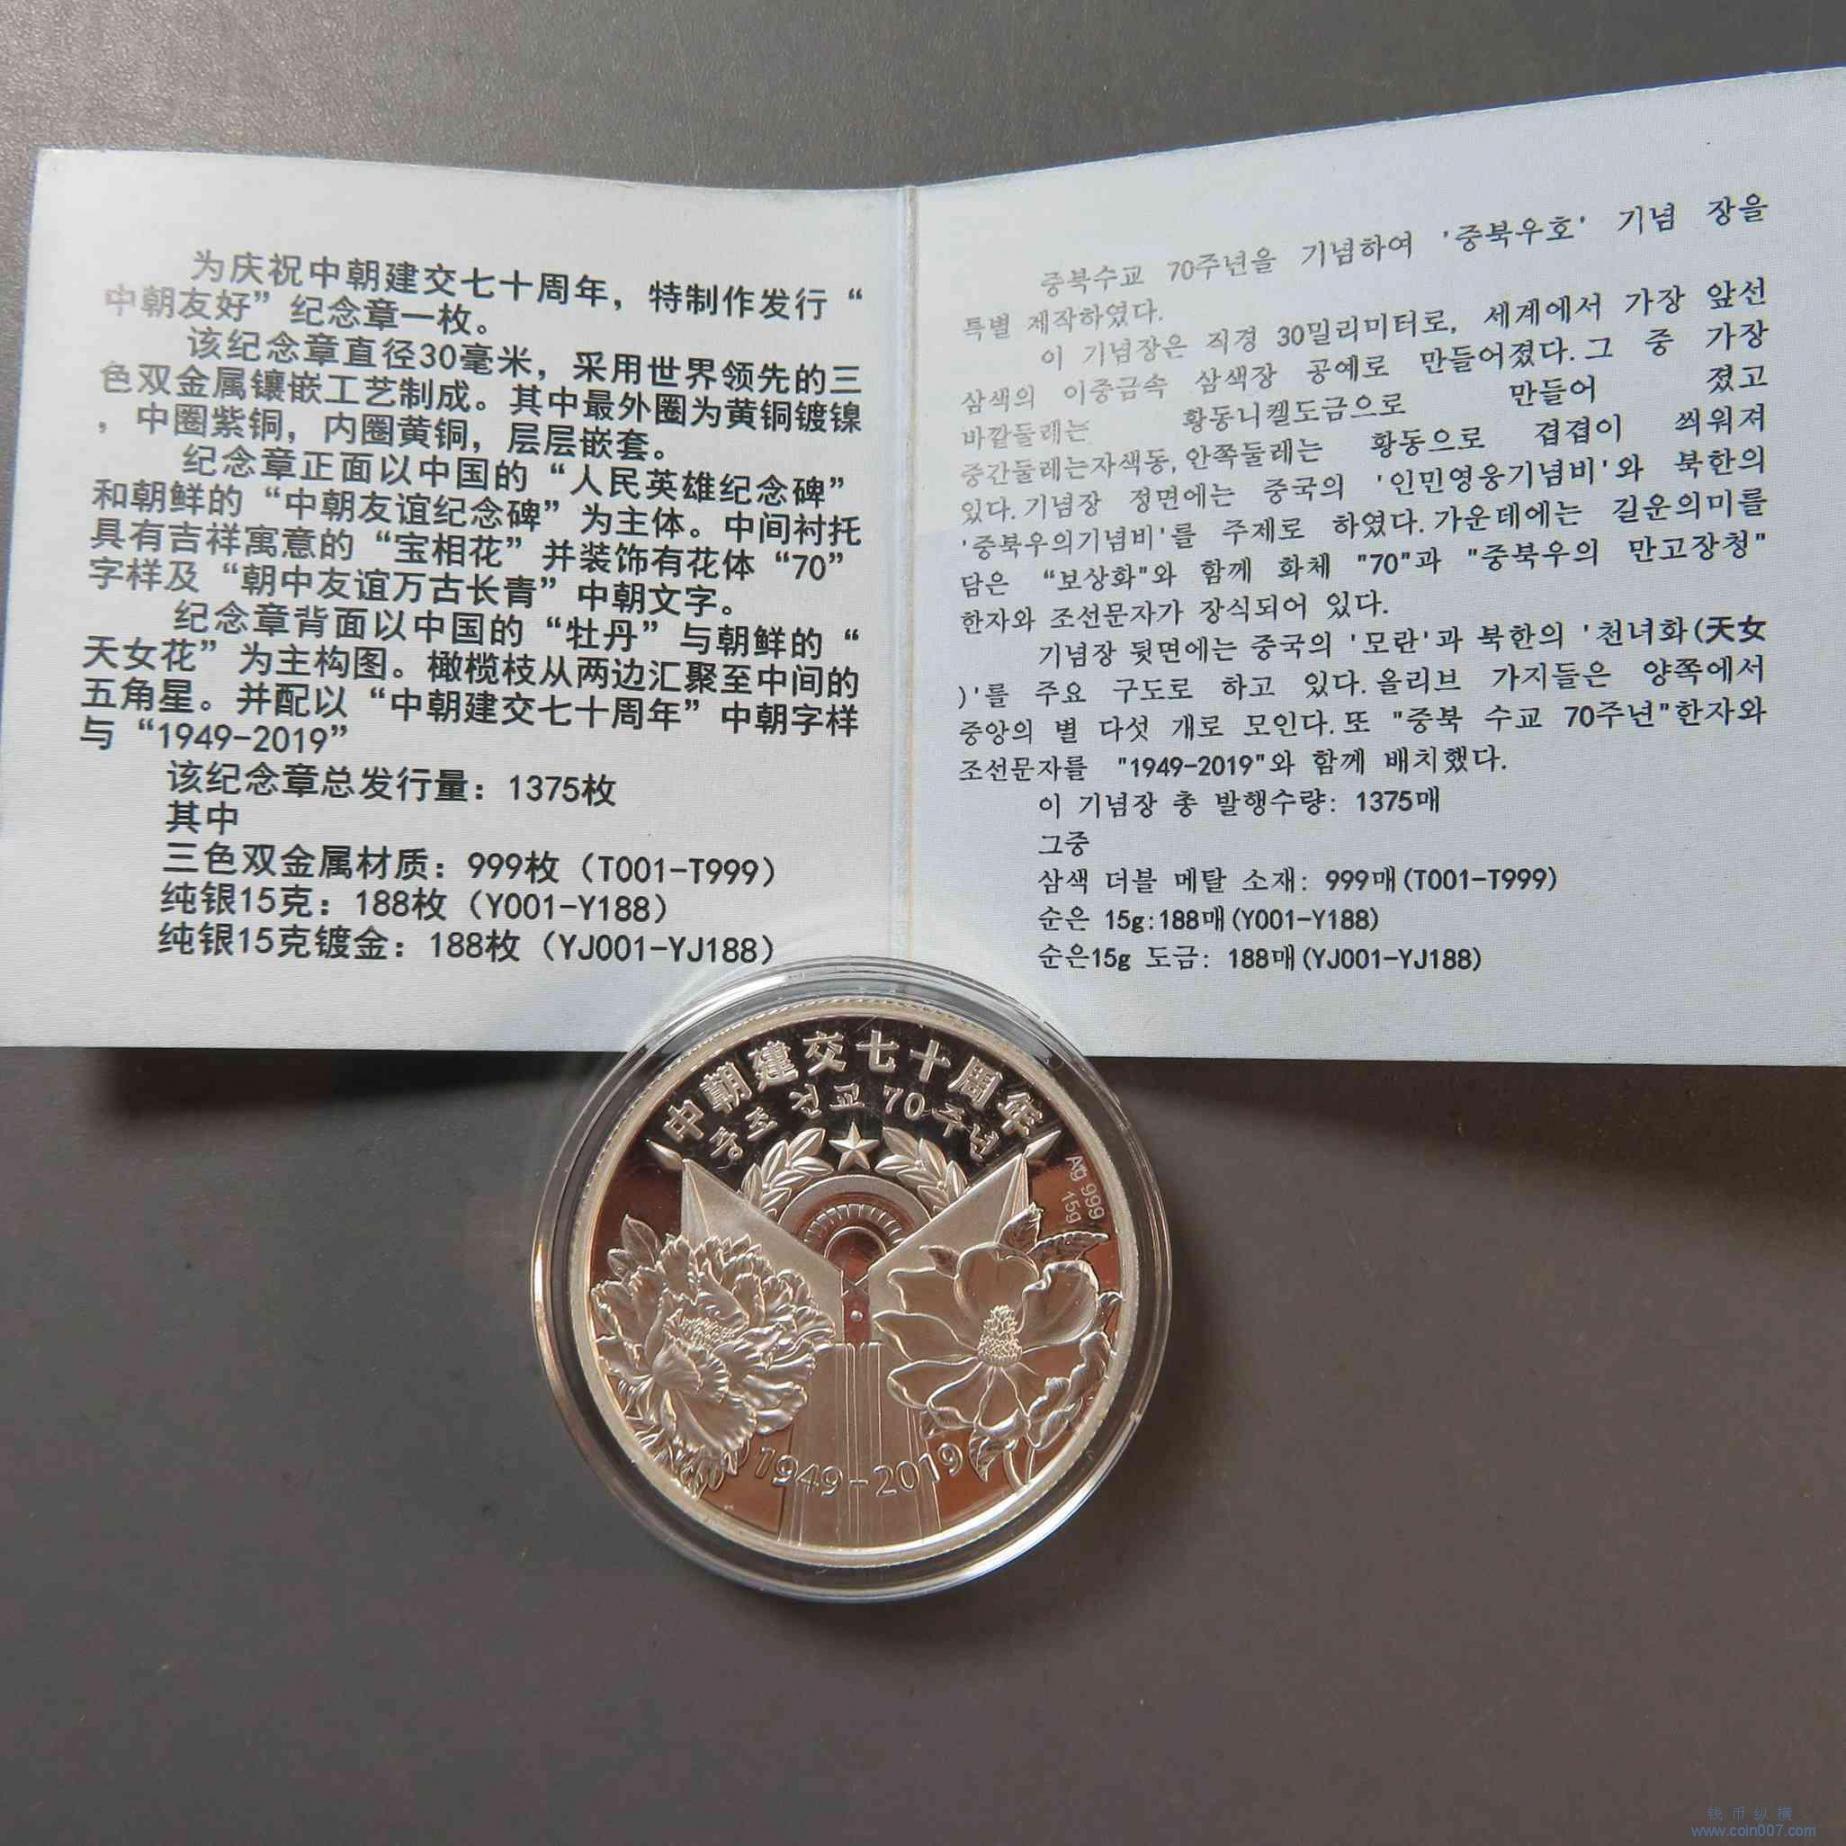 为庆祝中朝建交七十周年，特制作发行“
中朝友好”纪念章一枚。
该纪念章直径30毫米，采用世界领先的三
色双金属镶嵌工艺制成。其中最外圈为黄铜镀镍
，中圈紫铜，内圈黄铜，层层嵌套。
纪念章正面以中国的“人民英雄纪念碑”
和朝鲜的“中朝友谊纪念碑”为主体。中间衬托
具有吉祥寓意的“宝相花”并装饰有花体“70”
字样及“朝中友谊万古长青”中朝文字。
纪念章背面以中国的“牡丹”与朝鲜的“
天女花”为主构图。橄榄枝从两边汇聚至中间的
五角星。并配以“中朝建交七十周年”中朝字样
与“1949-2019”
该纪念章总发行量：1375枚
其中
三色双金属材质：999枚（T001-T999）
纯银15克：188枚（Y001-Y188）
纯银15克镀金：188枚（YJ001-YJ188）
중북수교 70주년을 기념하여 '중북우호' 기념 장을
특별 제작하였다.
이 기념장은 직경 30밀리미터로, 세계에서 가장 앞선
삼색의 이중금속 삼색장 공예로 만들어졌다.그 중 가장
바깥둘레는 황동니켈도금으로 만들어 졌고
중간둘레는자색동,안쪽둘레는 황동으로 겹겹이 씌워져
있다.기념장 정면에는 중국의 '인민영웅기념비'와 북한의
'중북우의기념비'를 주제로 하였다.가운데에는 길운의미를
담은 “보상화"와 함께 화체 "70"과 "중북우의 만고장청"
한자와 조선문자가 장식되어 있다.
기념장 뒷면에는 중국의 '모란'과 북한의 '천녀화(天女
)'를 주요 구도로 하고 있다.올리브 가지들은 양쪽에서
중앙의 별 다섯 개로 모인다.또 "중북 수교 70주년"한자와
조선문자를 "1949-2019"와 함께 배치했다.
이 기념장 총 발행수량: 1375매
그중
삼색 더블 메탈 소재: 999매(T001-T999)
순은 15g:188매(Y001-Y188)
순은15g 도금: 188매(YJ001-YJ188)
中朝建交七十周年
중조 건교 70주년
Ag 999
15g
1949-2019
钱币纵横
www.coin007.com